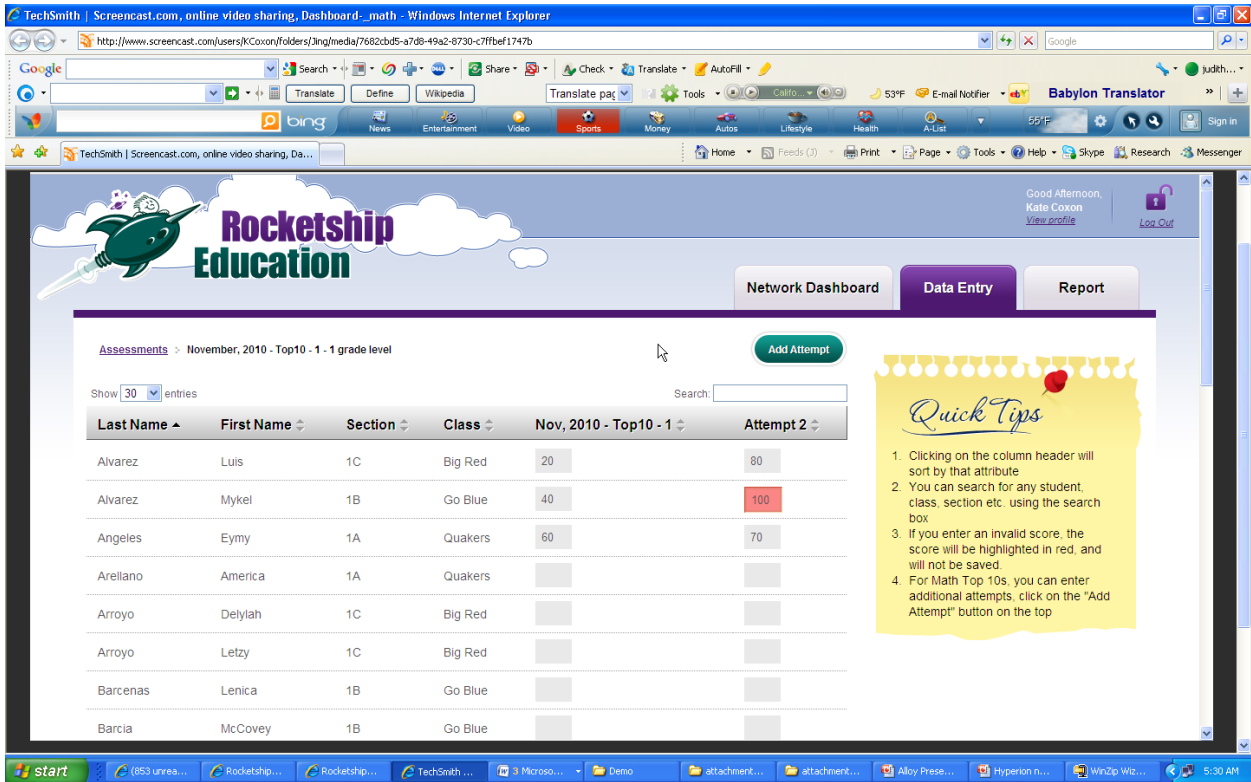 TechSmith | Screencast.com, online video sharing, Dashboard-_math - Windows Internet Explorer
http://www.screencast.com/users/KCoxon/folders/Jing/media/7682cbd5-a7d8-49a2-8730-c7ffbef1747b
Google
Google Search Share Check Translate AutoFill judith...
Translate Define Wikipedia Translate pag Tools Califo... 53°F E-mail Notifier ebY Babylon Translator »
bing News Entertainment Video Sports Money Autos Lifestyle Health A-List 55°F Sign in
TechSmith | Screencast.com, online video sharing, Da... Home Feeds (J) Print Page Tools Help Skype Research Messenger
Good Afternoon,
Kate Coxon
View profile
Log Out
Rocketship
Education
Network Dashboard Data Entry Report
Assessments > November, 2010 - Top10 - 1 - 1 grade level
Add Attempt
Show 30 entries Search:
Last Name First Name Section Class Nov, 2010 - Top10 - 1 Attempt 2
Alvarez Luis 1C Big Red 20 80
Alvarez Mykel 1B Go Blue 40 100
Angeles Eymy 1A Quakers 60 70
Arellano America 1A Quakers
Arroyo Delylah 1C Big Red
Arroyo Letzy 1C Big Red
Barcenas Lenica 1B Go Blue
Barcia McCovey 1B Go Blue
Quick Tips
1. Clicking on the column header will
sort by that attribute
2. You can search for any student,
class, section etc. using the search
box
3. If you enter an invalid score, the
score will be highlighted in red, and
will not be saved.
4. For Math Top 10s, you can enter
additional attempts, click on the "Add
Attempt" button on the top
start (853 unrea... Rocketship... Rocketship... TechSmith ... 3 Microso... Demo attachment... attachment... Alloy Prese... Hyperion n... WinZip Wiz... 5:30 AM